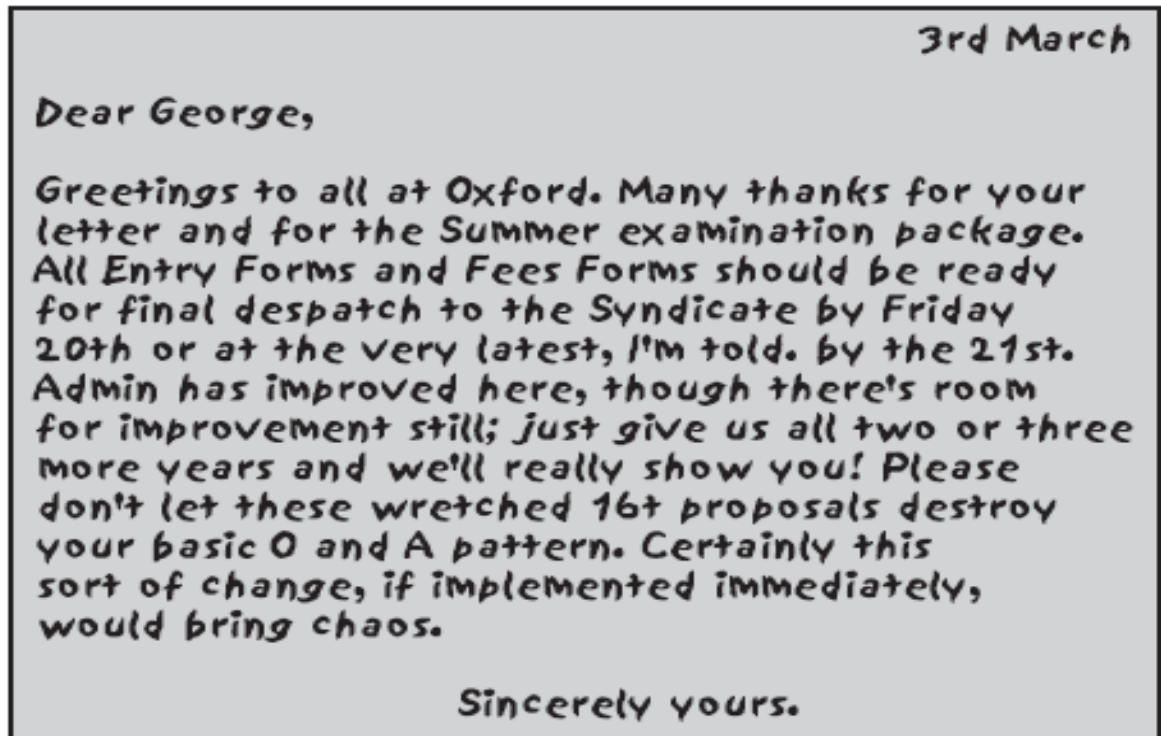 3rd March
Dear George,
Greetings to all at Oxford. Many thanks for your
letter and for the Summer examination package.
All Entry Forms and Fees Forms should be ready
for final despatch to the Syndicate by Friday
20th or at the very latest, I'm told. by the 21st.
Admin has improved here, though there's room
for improvement still; just give us all two or three
more years and we'll really show you! Please
don't let these wretched 16t proposals destroy
your basic O and A pattern. Certainly this
sort of change, if implemented immediately,
would bring chaos.
Sincerely yours.